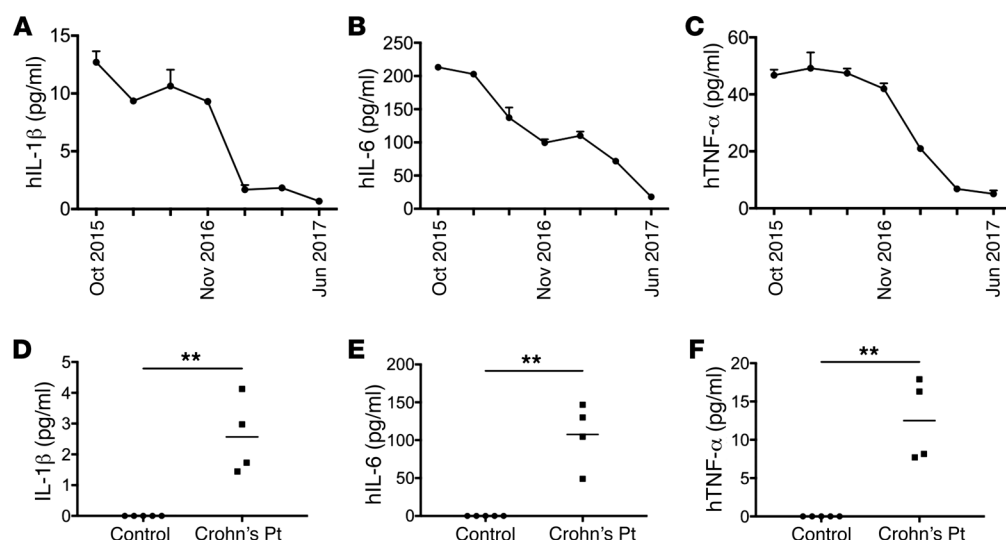 A
B
C
15
10
5
0
hIL-1β (pg/ml)
Oct 2015
Nov 2016
Jun 2017
250
200
150
100
50
0
hIL-6 (pg/ml)
Oct 2015
Nov 2016
Jun 2017
60
40
20
0
hTNF-α (pg/ml)
Oct 2015
Nov 2016
Jun 2017
D
E
F
5
4
3
2
1
0
IL-1β (pg/ml)
**
Control
Crohn's Pt
200
150
100
50
0
hIL-6 (pg/ml)
**
Control
Crohn's Pt
20
15
10
5
0
hTNF-α (pg/ml)
**
Control
Crohn's Pt